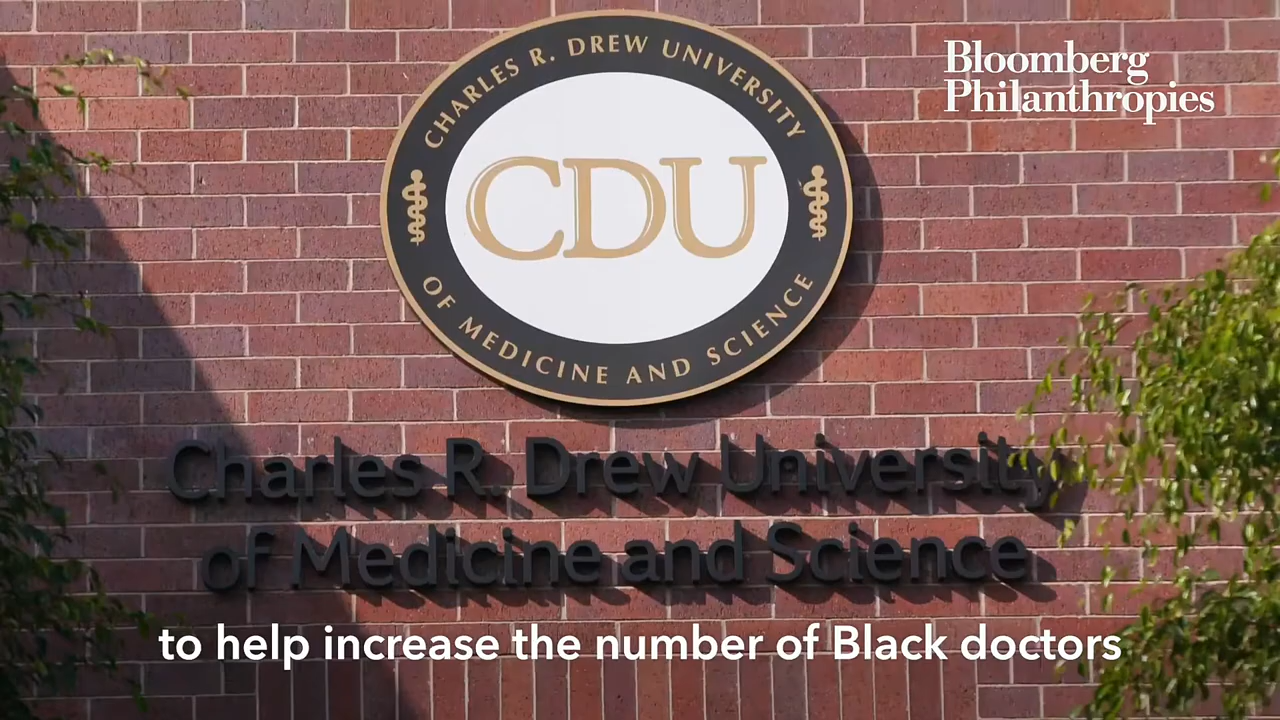 CHARLES R. DREW UNIVERSITY
CDU
OF MEDICINE AND SCIENCE
Bloomberg
Philanthropies
Charles R. Drew University
of Medicine and Science
to help increase the number of Black doctors